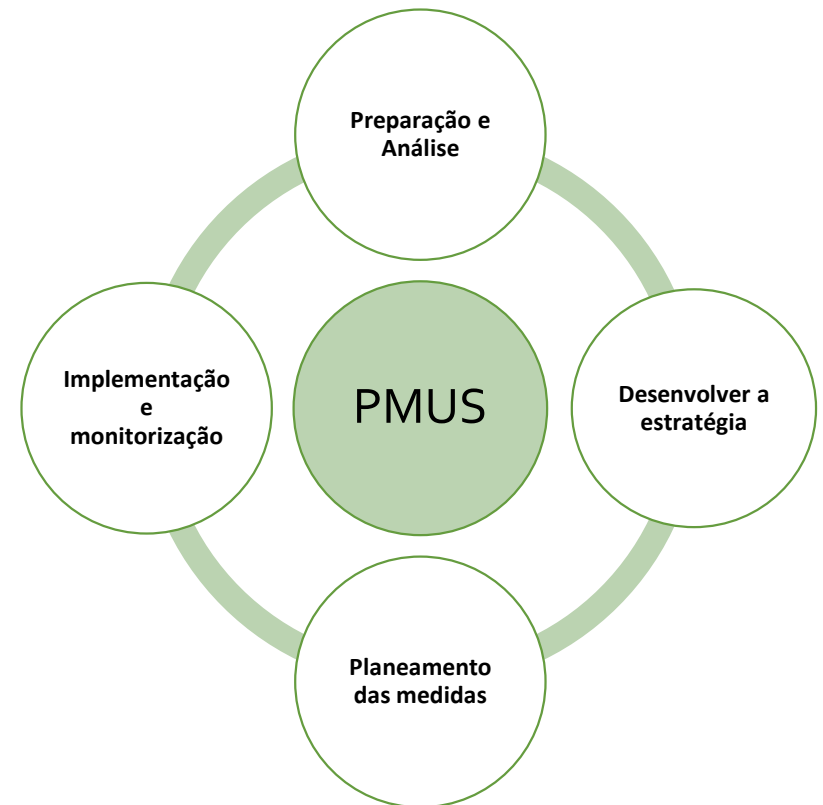 Preparação e
Análise
Implementação
e
monitorização
PMUS
Desenvolver a
estratégia
Planeamento
das medidas